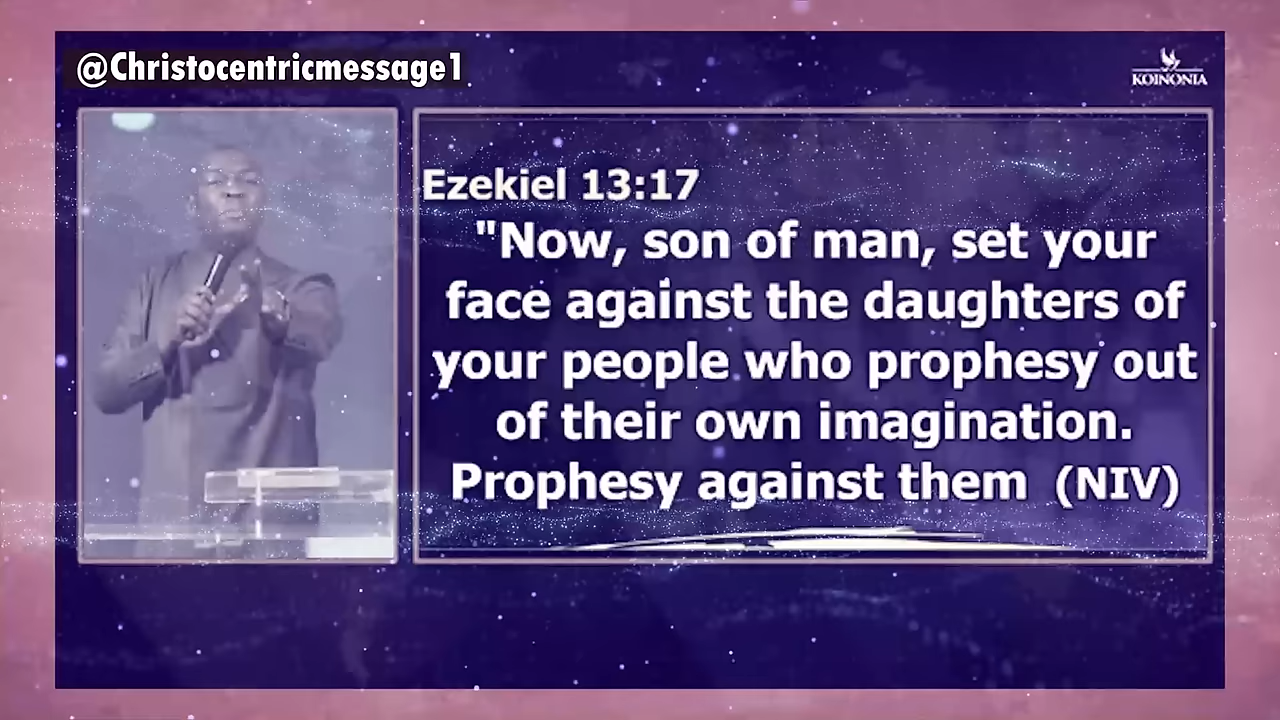 @Christocentricmessage1
KOINONIA
Ezekiel 13:17
"Now, son of man, set your
face against the daughters of
your people who prophesy out
of their own imagination.
Prophesy against them (NIV)